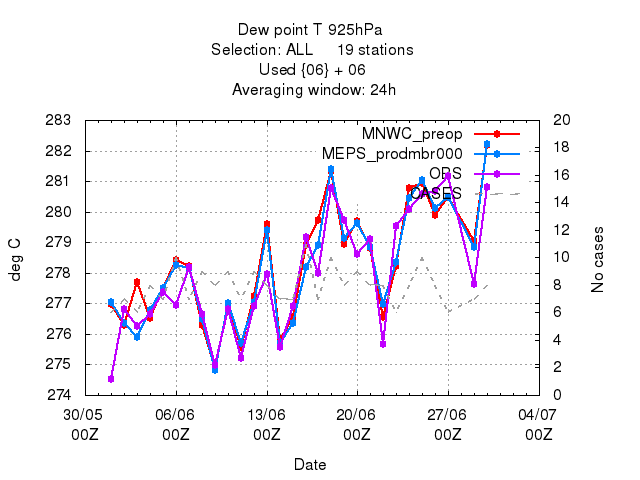 Dew point T 925hPa
Selection: ALL 19 stations
Used {06} + 06
Averaging window: 24h
283
282
281
280
279
278
277
276
275
274
deg C
MNWC_preop
MEPS_prodmbr000
OBS
CASES
20
18
16
14
12
10
8
6
4
2
0
No cases
30/05 06/06 13/06 20/06 27/06 04/07
00Z 00Z 00Z 00Z 00Z 00Z
Date